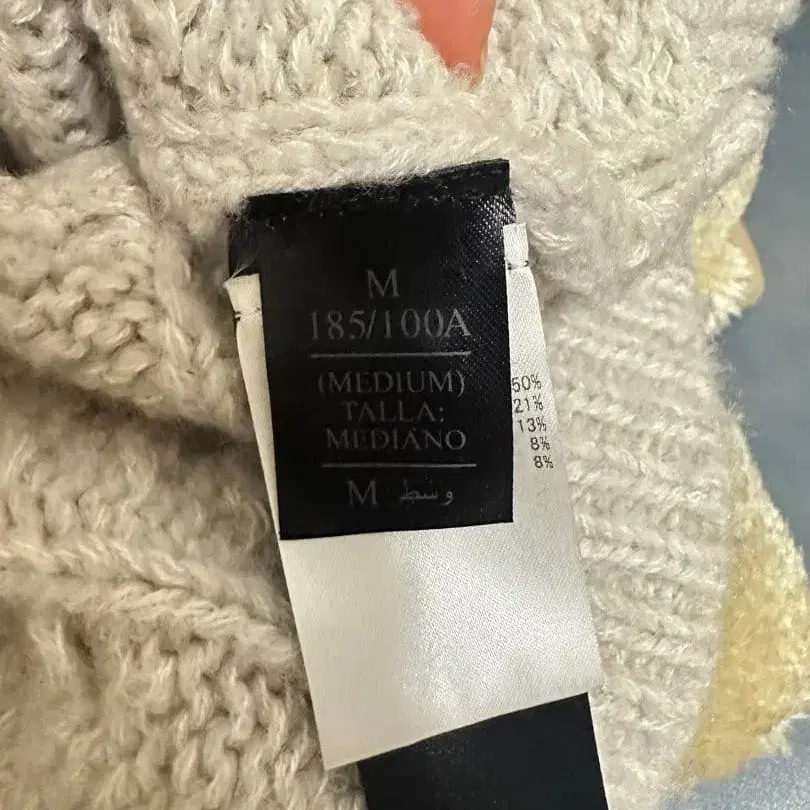 M
185/100A
(MEDIUM)
TALLA:
MEDIANO
M وسط
50%
21%
13%
8%
8%